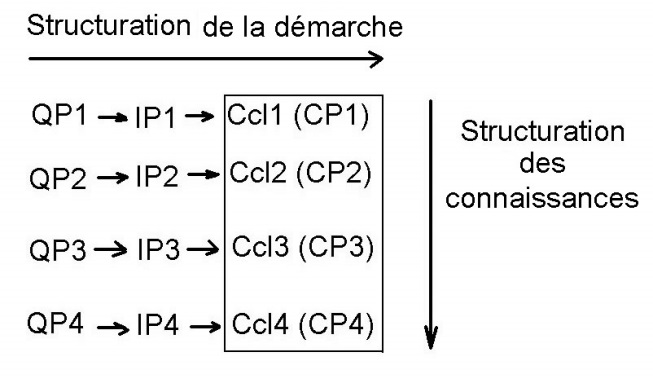 Structuration de la démarche
QP1 → IP1 → Ccl1 (CP1)
QP2 → IP2 → Ccl2 (CP2)
QP3 → IP3 → Ccl3 (CP3)
QP4 → IP4 → Ccl4 (CP4)
Structuration
des
connaissances